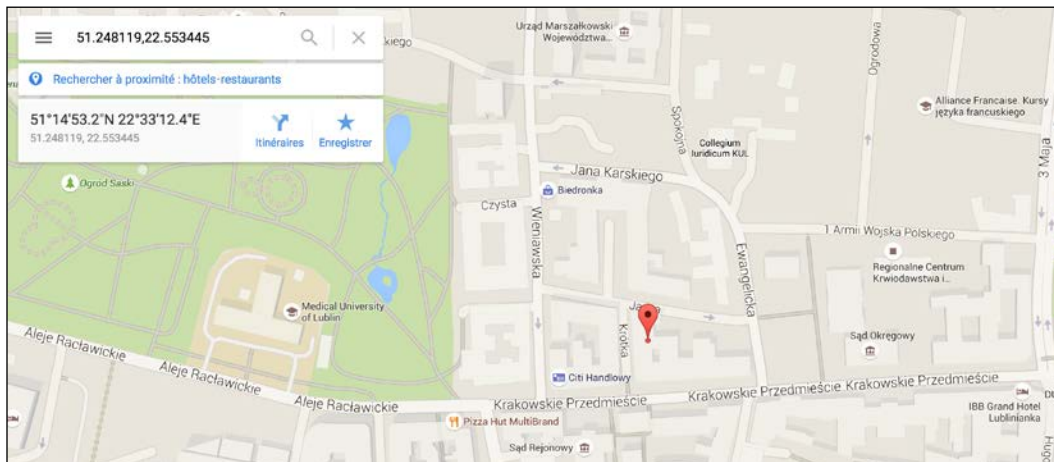 51.248119,22.553445
Rechercher à proximité : hôtels-restaurants
51°14'53.2"N 22°33'12.4"E
51.248119, 22.553445
Itinéraires
Enregistrer
Urząd Marszałkowski
Województwa...
Ogrodowa
Alliance Francaise. Kursy
języka francuskiego
3 Maja
Spokojna
Collegium
Iuridicum KUL
Jana Karskiego
Biedronka
Ogród Saski
Czysta
Wieniawska
1 Armii Wojska Polskiego
Ewangelicka
Regionalne Centrum
Krwiodawstwa i...
Medical University
of Lublin
Krótka
Sąd Okręgowy
Aleje Racławickie
Aleje Racławickie
Aleje Racławickie
Citi Handlowy
Krakowskie Przedmieście
Krakowskie Przedmieście
Krakowskie Przedmieście
Pizza Hut MultiBrand
IBB Grand Hotel
Lublinianka
Sąd Rejonowy